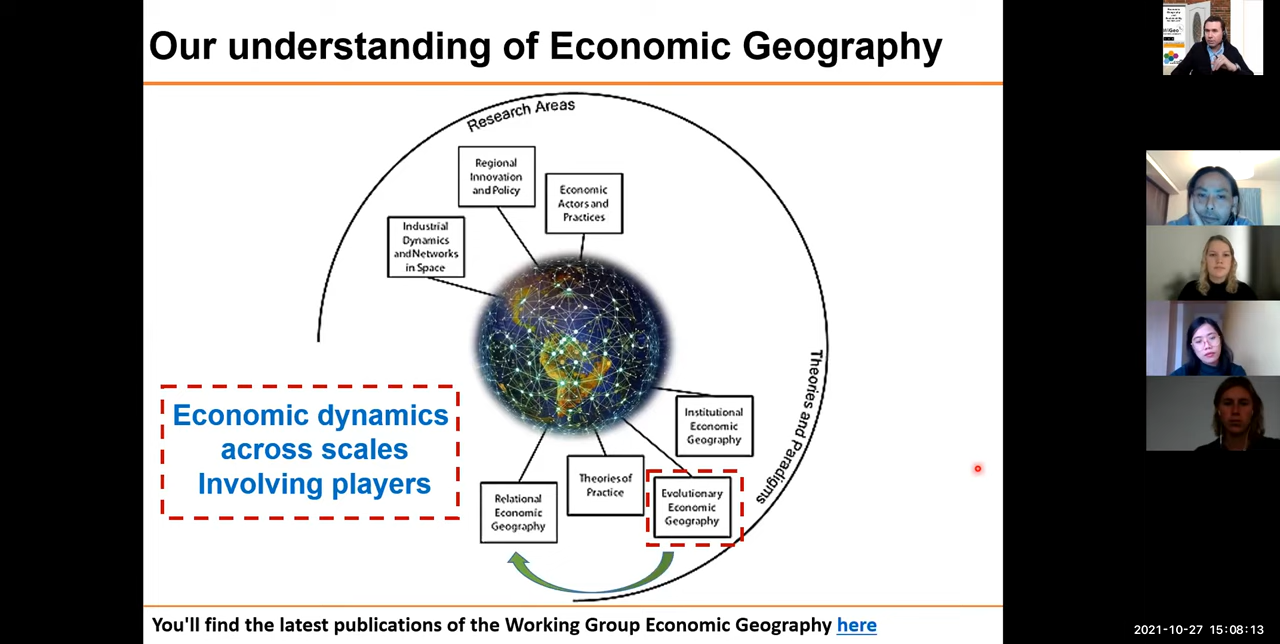 Our understanding of Economic Geography
Research Areas
Regional
Innovation
and Policy
Economic
Actors and
Practices
Industrial
Dynamics
and Networks
in Space
Theories and Paradigms
Economic dynamics
across scales
Involving players
Institutional
Economic
Geography
Theories of
Practice
Evolutionary
Economic
Geography
Relational
Economic
Geography
You'll find the latest publications of the Working Group Economic Geography here
2021-10-27 15:08:13